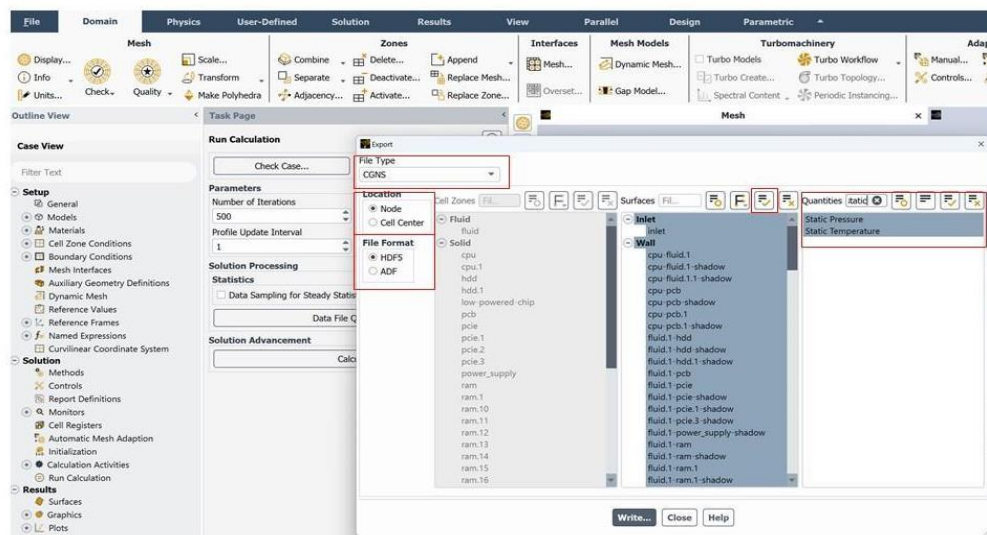 File Domain Physics User-Defined Solution Results View Parallel Design Parametric
Mesh Zones Interfaces Mesh Models Turbomachinery
Display... Scale... Combine Delete... Append Mesh... Dynamic Mesh... Turbo Models Turbo Workflow Manual...
Info Transform Separate Deactivate... Replace Mesh... Turbo Create... Turbo Topology... Controls...
Units... Check Quality Make Polyhedra Adjacency... Activate... Replace Zone... Overset... Gap Model... Spectral Content Periodic Instancing...
Outline View < Task Page < Mesh ×
Case View
Filter Text
Setup
General
Models
Materials
Cell Zone Conditions
Boundary Conditions
Mesh Interfaces
Auxiliary Geometry Definitions
Dynamic Mesh
Reference Values
Reference Frames
Named Expressions
Curvilinear Coordinate System
Solution
Methods
Controls
Report Definitions
Monitors
Cell Registers
Automatic Mesh Adaption
Initialization
Calculation Activities
Run Calculation
Results
Surfaces
Graphics
Plots
Run Calculation
Check Case...
Parameters
Number of Iterations
500
Profile Update Interval
1
Solution Processing
Statistics
Data Sampling for Steady
Data File
Solution Advancement
Export ×
File Type
CGNS
Location
Node
Cell Center
File Format
HDF5
ADF
Cell Zones Fil...
Fluid
fluid
Solid
cpu
cpu.1
hdd
hdd.1
low-powered-chip
pcb
pcie
pcie.1
pcie.2
pcie.3
power_supply
ram
ram.1
ram.10
ram.11
ram.12
ram.13
ram.14
ram.15
ram.16
Surfaces Fil...
Inlet
inlet
Wall
cpu-fluid.1
cpu-fluid.1-shadow
cpu-fluid.1.1-shadow
cpu-pcb
cpu-pcb-shadow
cpu-pcb.1
cpu-pcb.1-shadow
fluid.1-hdd
fluid.1-hdd-shadow
fluid.1-hdd.1-shadow
fluid.1-pcb
fluid.1-pcie
fluid.1-pcie-shadow
fluid.1-pcie.1-shadow
fluid.1-pcie.3-shadow
fluid.1-power_supply-shadow
fluid.1-ram
fluid.1-ram-shadow
fluid.1-ram.1
fluid.1-ram.1-shadow
Quantities tatic
Static Pressure
Static Temperature
Write... Close Help